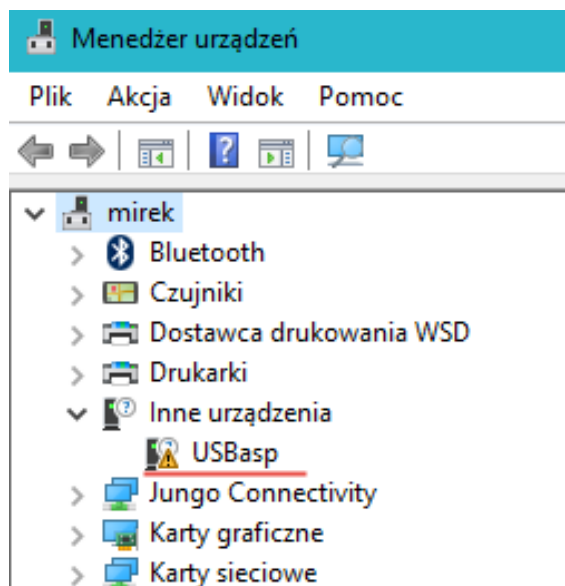 Menedżer urządzeń
Plik Akcja Widok Pomoc
mirek
Bluetooth
Czujniki
Dostawca drukowania WSD
Drukarki
Inne urządzenia
USBasp
Jungo Connectivity
Karty graficzne
Karty sieciowe